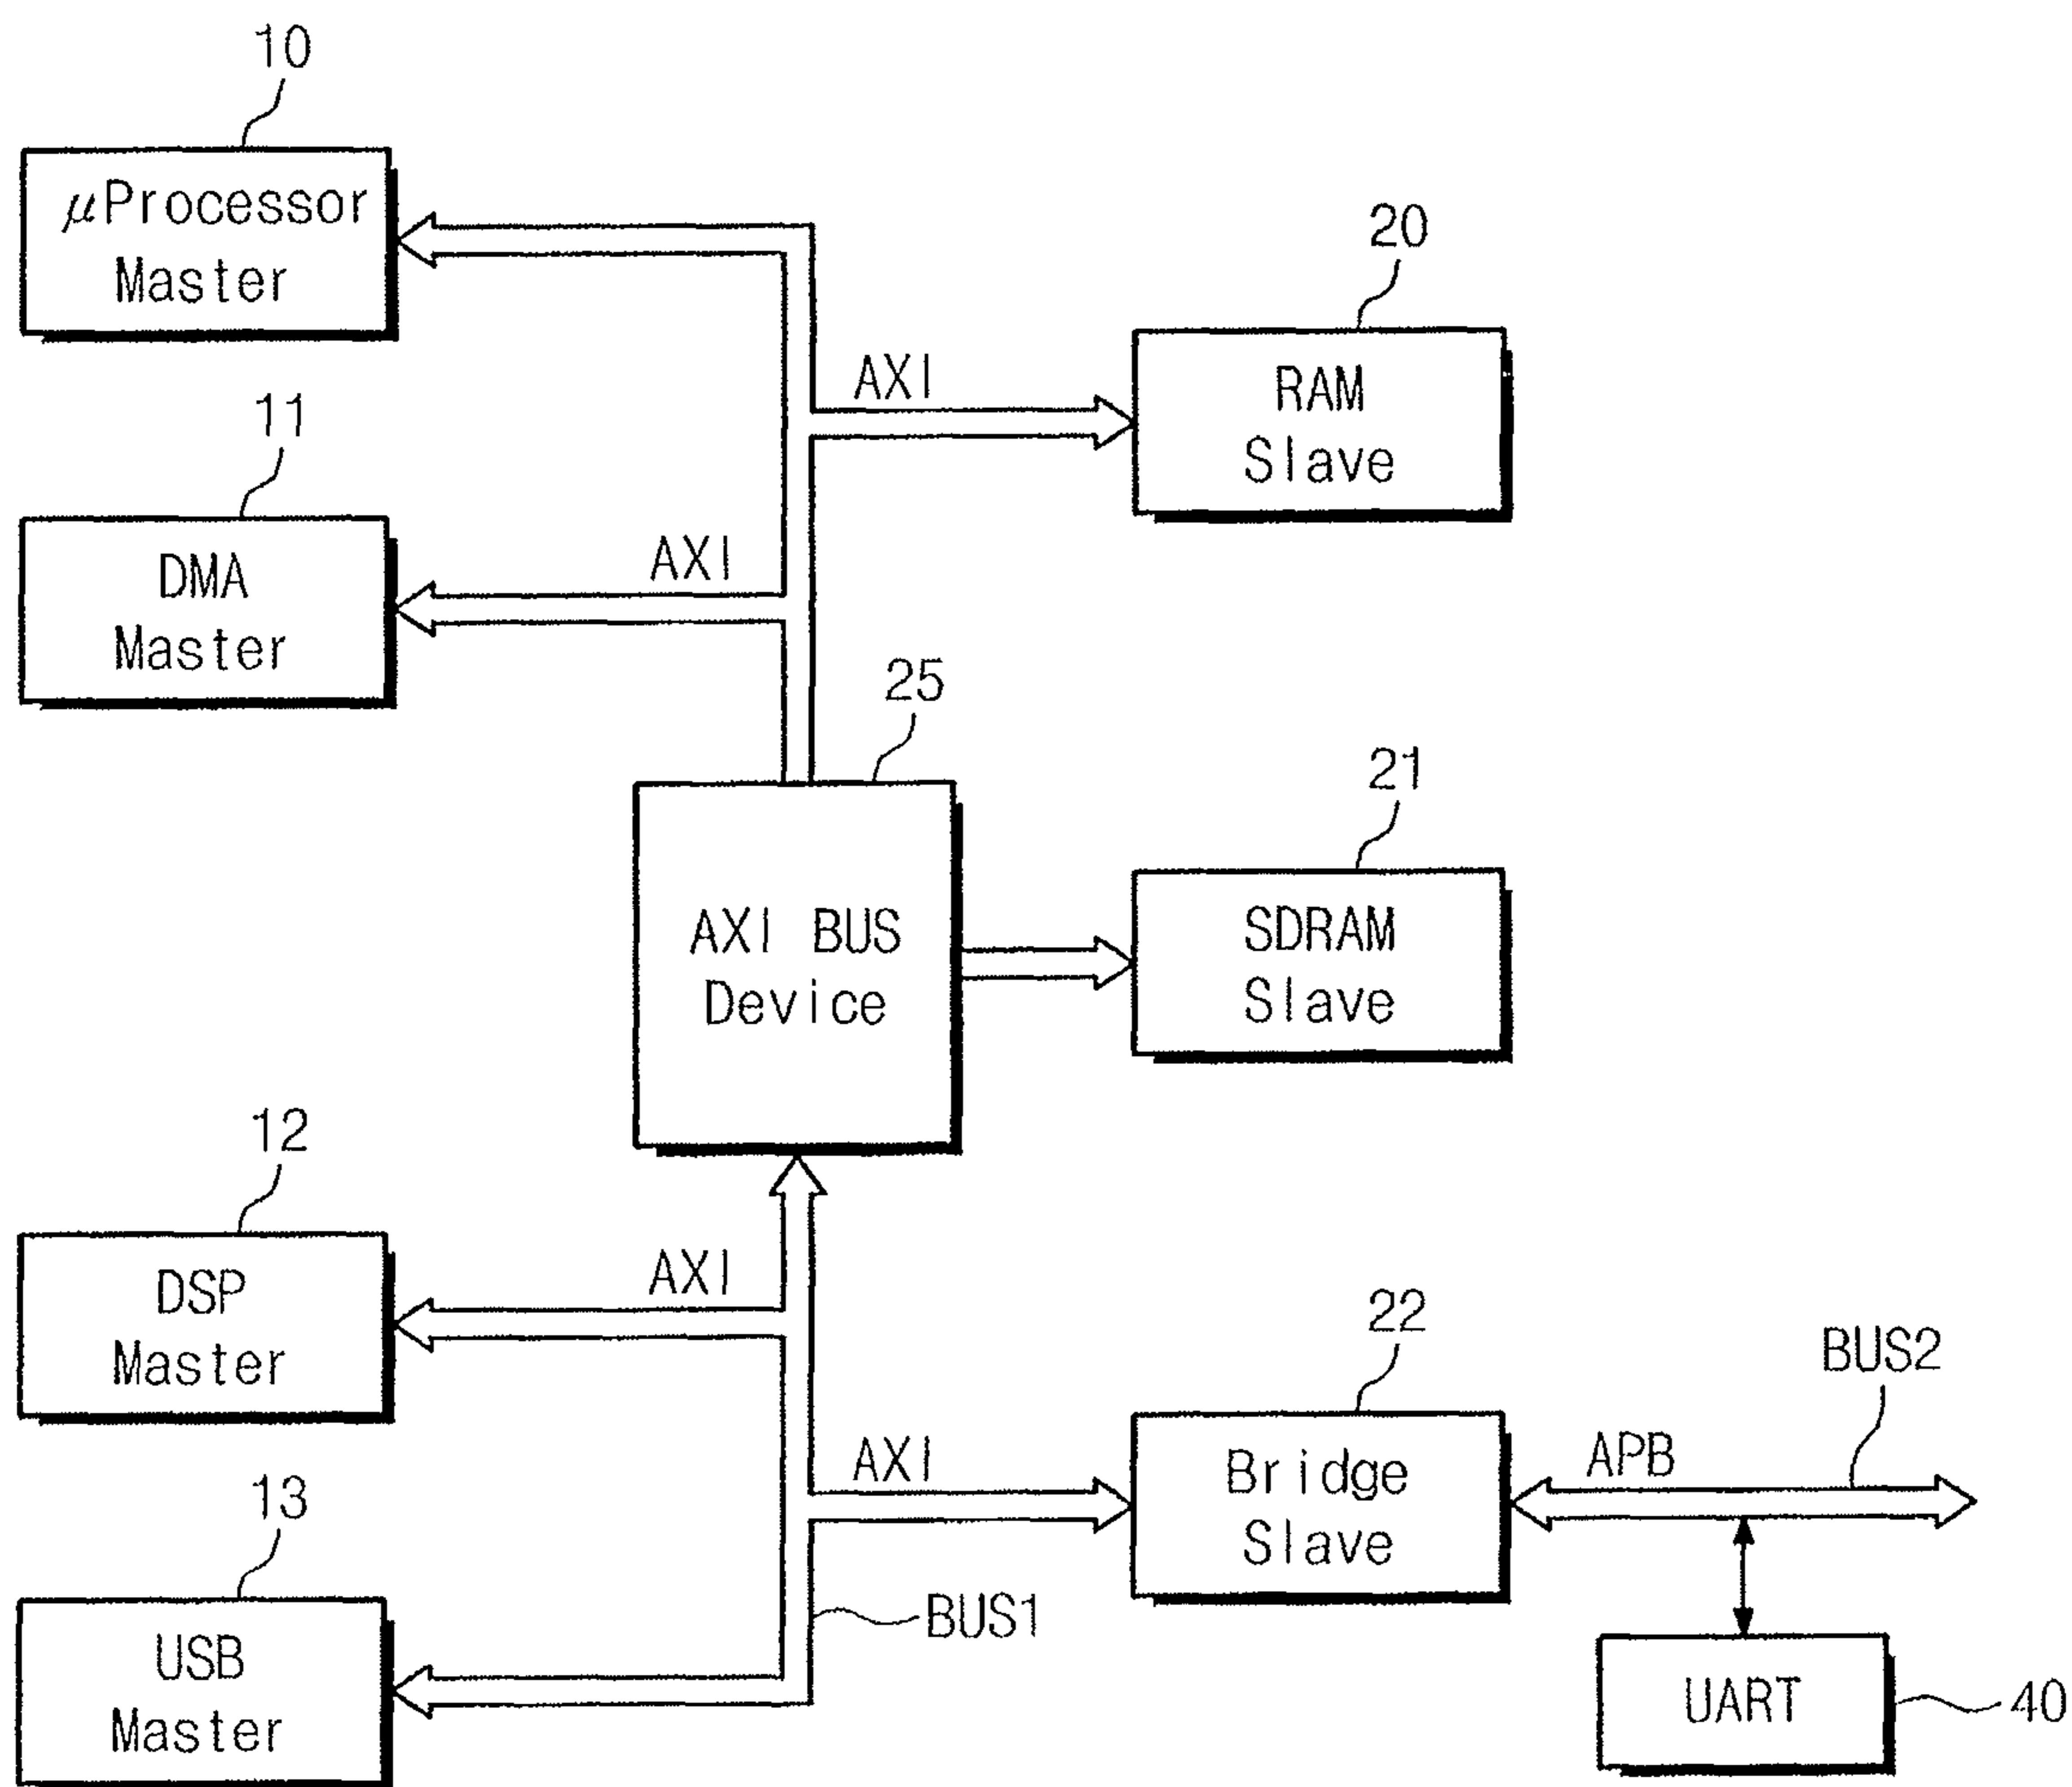 10
μProcessor
Master
20
AXI
RAM
Slave
11
AXI
DMA
Master
25
21
AXI BUS
Device
SDRAM
Slave
12
AXI
DSP
Master
22
BUS2
AXI
Bridge
Slave
APB
13
BUS1
USB
Master
UART
40